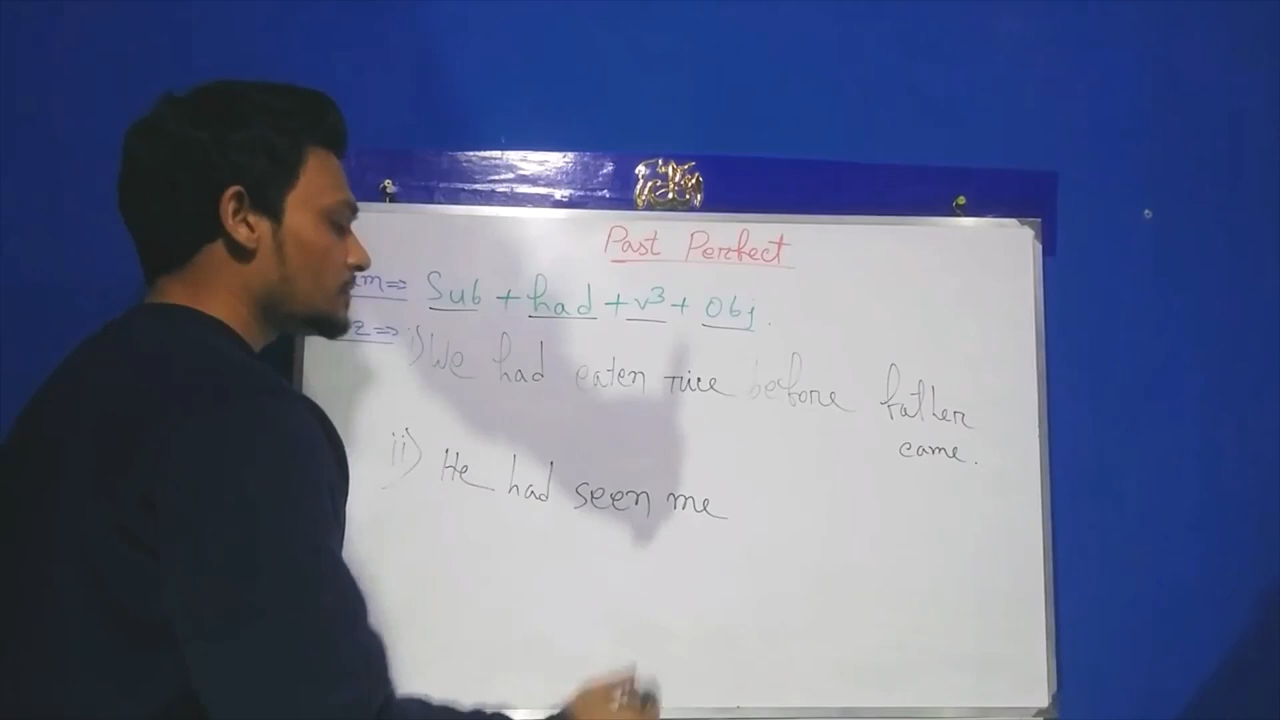 Past Perfect
Sub + had + v³ + Obj.
i) We had eaten rice before father
came.
ii) He had seen me